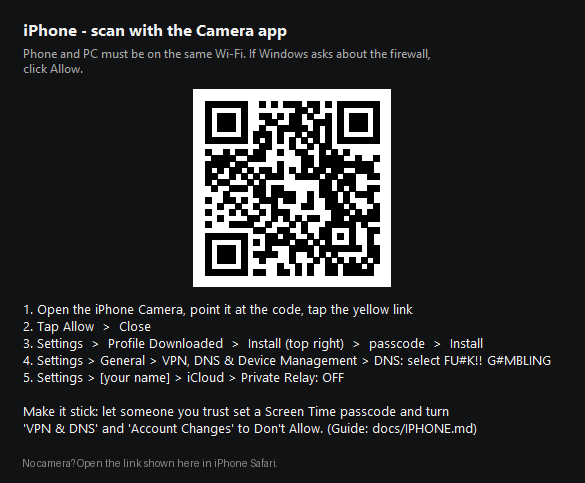 iPhone - scan with the Camera app
Phone and PC must be on the same Wi-Fi. If Windows asks about the firewall,
click Allow.
1. Open the iPhone Camera, point it at the code, tap the yellow link
2. Tap Allow > Close
3. Settings > Profile Downloaded > Install (top right) > passcode > Install
4. Settings > General > VPN, DNS & Device Management > DNS: select FU#K!! G#MBLING
5. Settings > [your name] > iCloud > Private Relay: OFF
Make it stick: let someone you trust set a Screen Time passcode and turn
'VPN & DNS' and 'Account Changes' to Don't Allow. (Guide: docs/IPHONE.md)
No camera? Open the link shown here in iPhone Safari.